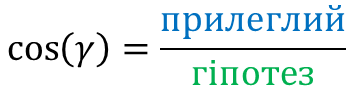 cos(γ) = прилеглий / гіпотез